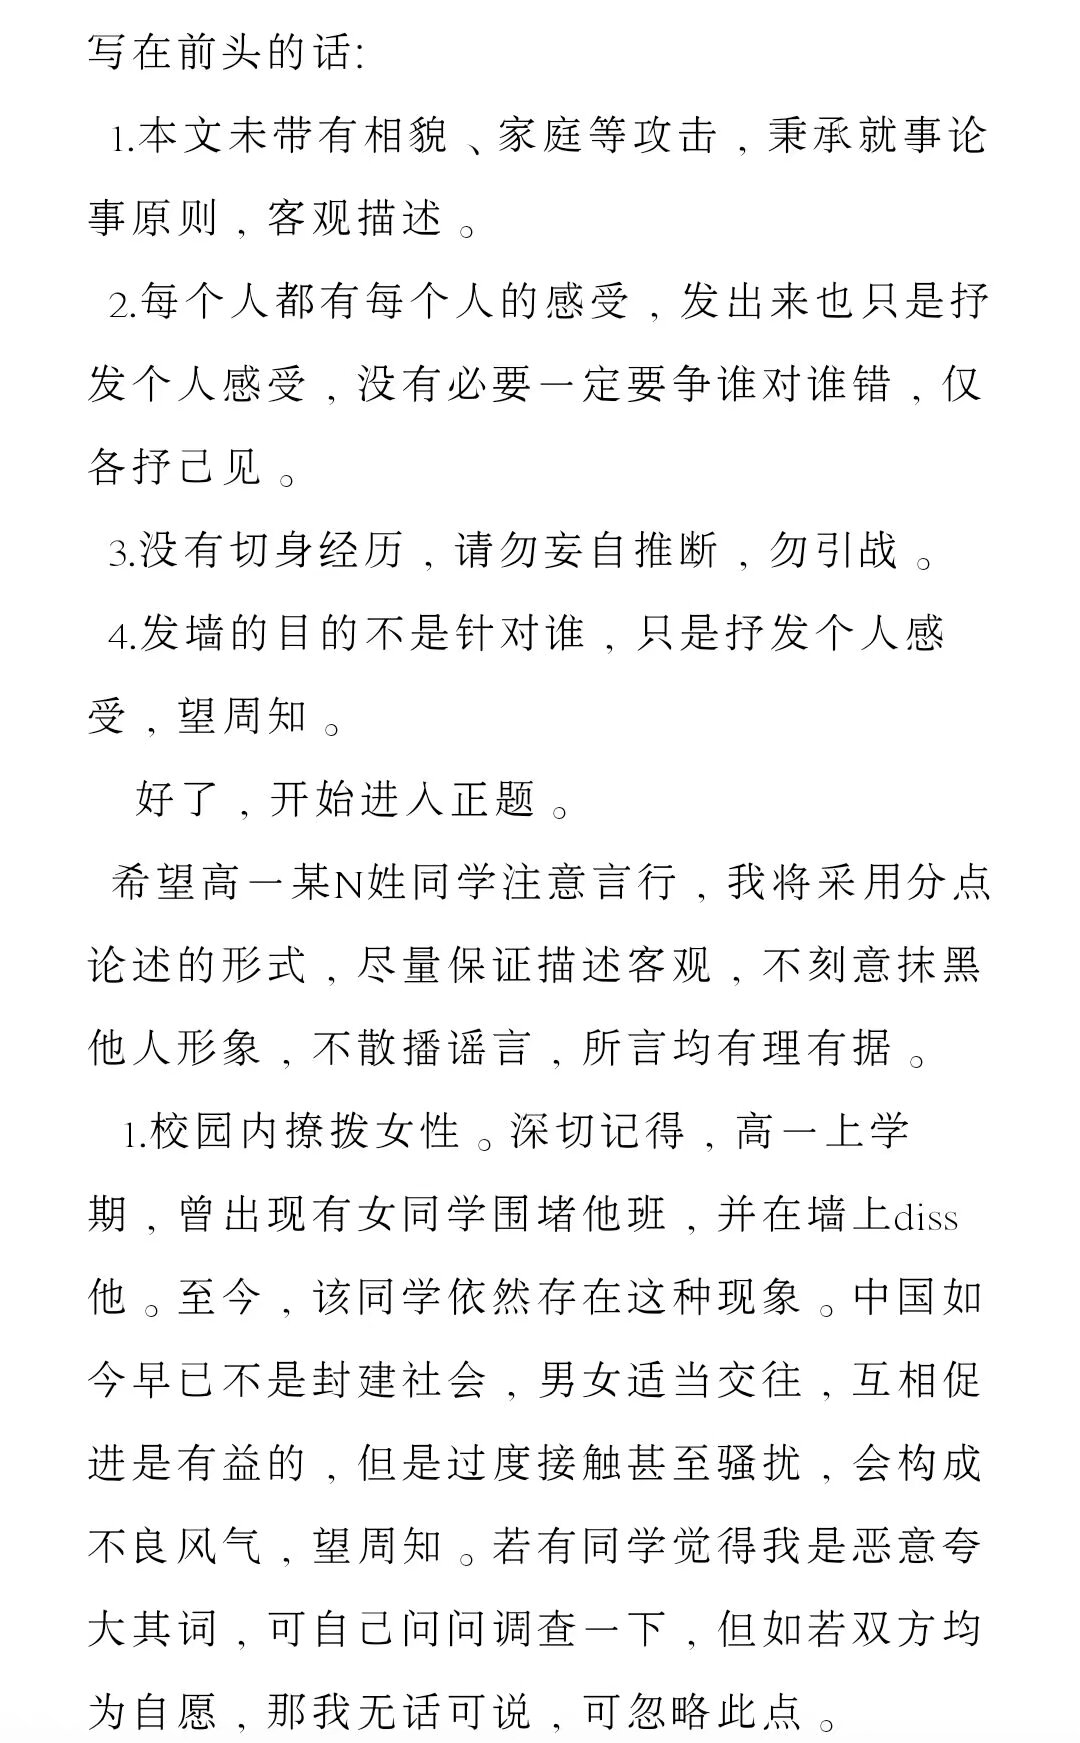 写在前头的话:
1.本文未带有相貌、家庭等攻击，秉承就事论
事原则，客观描述。
2.每个人都有每个人的感受，发出来也只是抒
发个人感受，没有必要一定要争谁对谁错，仅
各抒己见。
3.没有切身经历，请勿妄自推断，勿引战。
4.发墙的目的不是针对谁，只是抒发个人感
受，望周知。
好了，开始进入正题。
希望高一某N姓同学注意言行，我将采用分点
论述的形式，尽量保证描述客观，不刻意抹黑
他人形象，不散播谣言，所言均有理有据。
1.校园内撩拨女性。深切记得，高一上学
期，曾出现有女同学围堵他班，并在墙上diss
他。至今，该同学依然存在这种现象。中国如
今早已不是封建社会，男女适当交往，互相促
进是有益的，但是过度接触甚至骚扰，会构成
不良风气，望周知。若有同学觉得我是恶意夸
大其词，可自己问问调查一下，但如若双方均
为自愿，那我无话可说，可忽略此点。